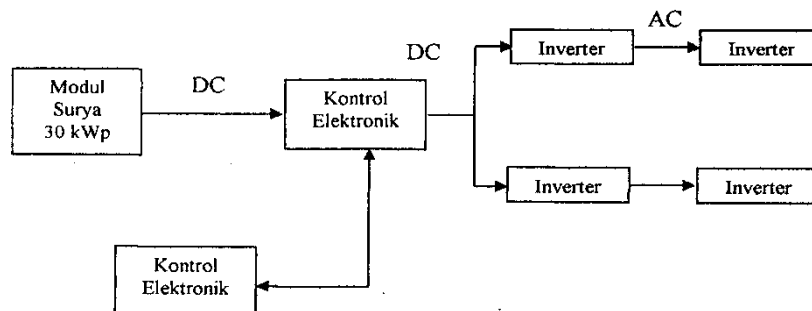 AC
DC
Inverter
Inverter
Modul
Surya
30 kWp
DC
Kontrol
Elektronik
Inverter
Inverter
Kontrol
Elektronik